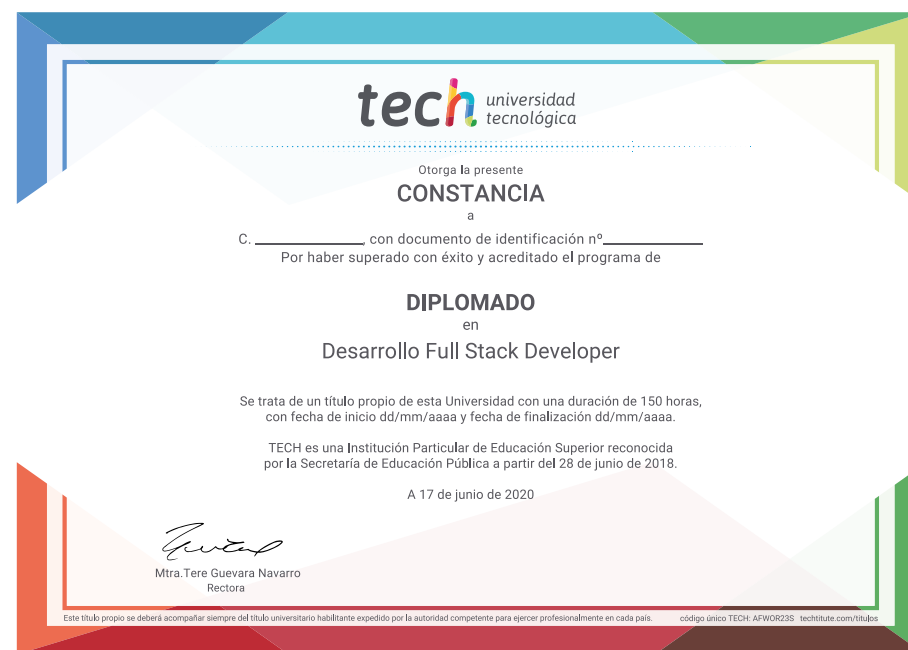 tech universidad
tecnológica
Otorga la presente
CONSTANCIA
a
C. ______________, con documento de identificación nº_____________
Por haber superado con éxito y acreditado el programa de
DIPLOMADO
en
Desarrollo Full Stack Developer
Se trata de un título propio de esta Universidad con una duración de 150 horas,
con fecha de inicio dd/mm/aaaa y fecha de finalización dd/mm/aaaa.
TECH es una Institución Particular de Educación Superior reconocida
por la Secretaría de Educación Pública a partir del 28 de junio de 2018.
A 17 de junio de 2020
Mtra.Tere Guevara Navarro
Rectora
Este título propio se deberá acompañar siempre del título universitario habilitante expedido por la autoridad competente para ejercer profesionalmente en cada país. código único TECH: AFWOR23S techtitute.com/titulos